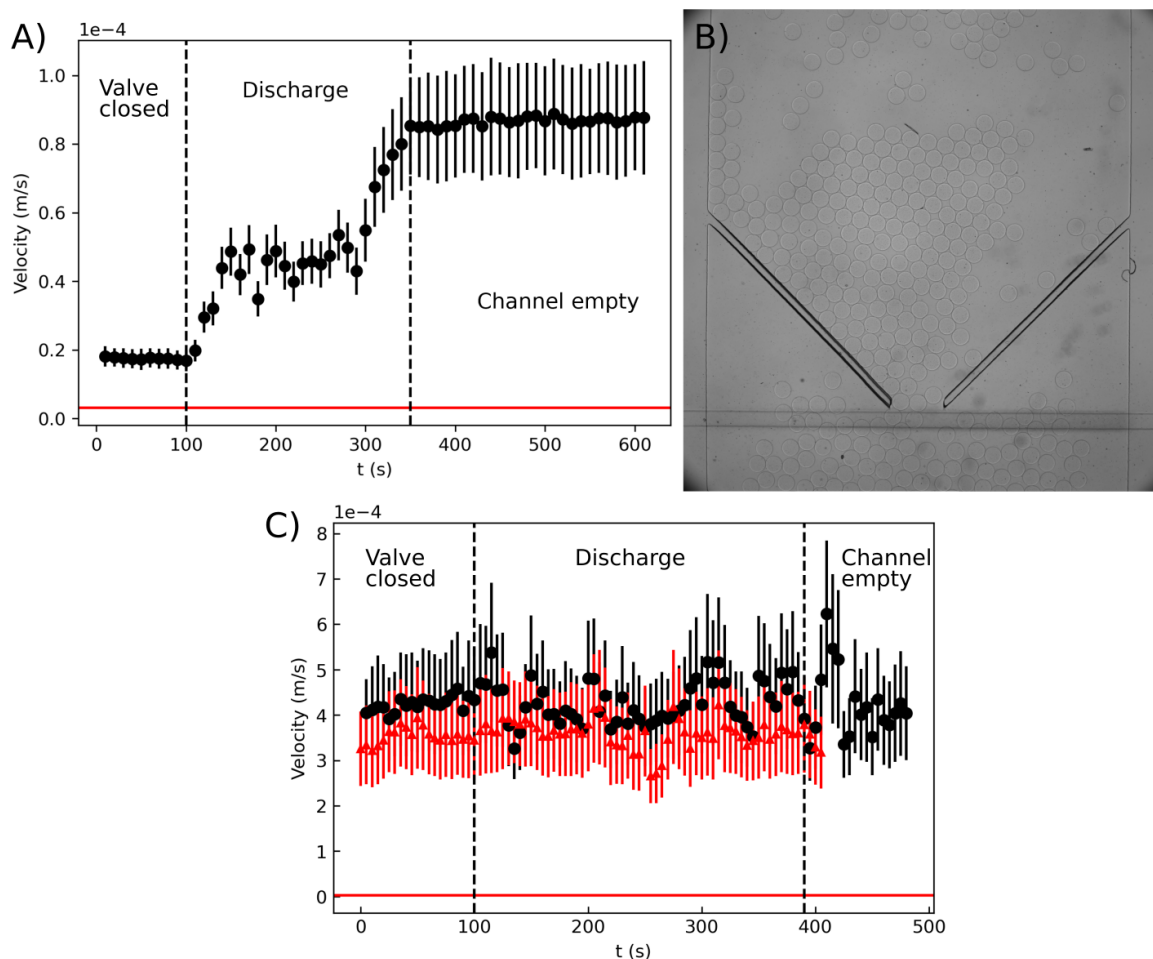 A)
1e−4
Valve
closed
Discharge
Channel empty
Velocity (m/s)
1.0
0.8
0.6
0.4
0.2
0.0
0 100 200 300 400 500 600
t (s)
B)
C)
1e−4
Valve
closed
Discharge
Channel
empty
Velocity (m/s)
8
7
6
5
4
3
2
1
0
0 100 200 300 400 500
t (s)